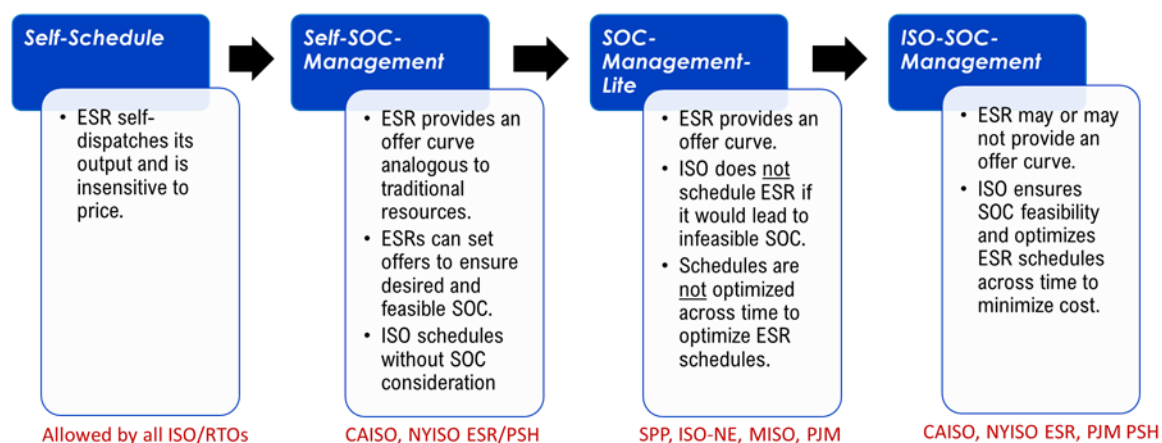 Self-Schedule
• ESR self-
dispatches its
output and is
insensitive to
price.
Allowed by all ISO/RTOs
Self-SOC-
Management
• ESR provides an
offer curve
analogous to
traditional
resources.
• ESRs can set
offers to ensure
desired and
feasible SOC.
• ISO schedules
without SOC
consideration
CAISO, NYISO ESR/PSH
SOC-
Management-
Lite
• ESR provides an
offer curve.
• ISO does not
schedule ESR if
it would lead to
infeasible SOC.
• Schedules are
not optimized
across time to
optimize ESR
schedules.
SPP, ISO-NE, MISO, PJM
ISO-SOC-
Management
• ESR may or may
not provide an
offer curve.
• ISO ensures
SOC feasibility
and optimizes
ESR schedules
across time to
minimize cost.
CAISO, NYISO ESR, PJM PSH